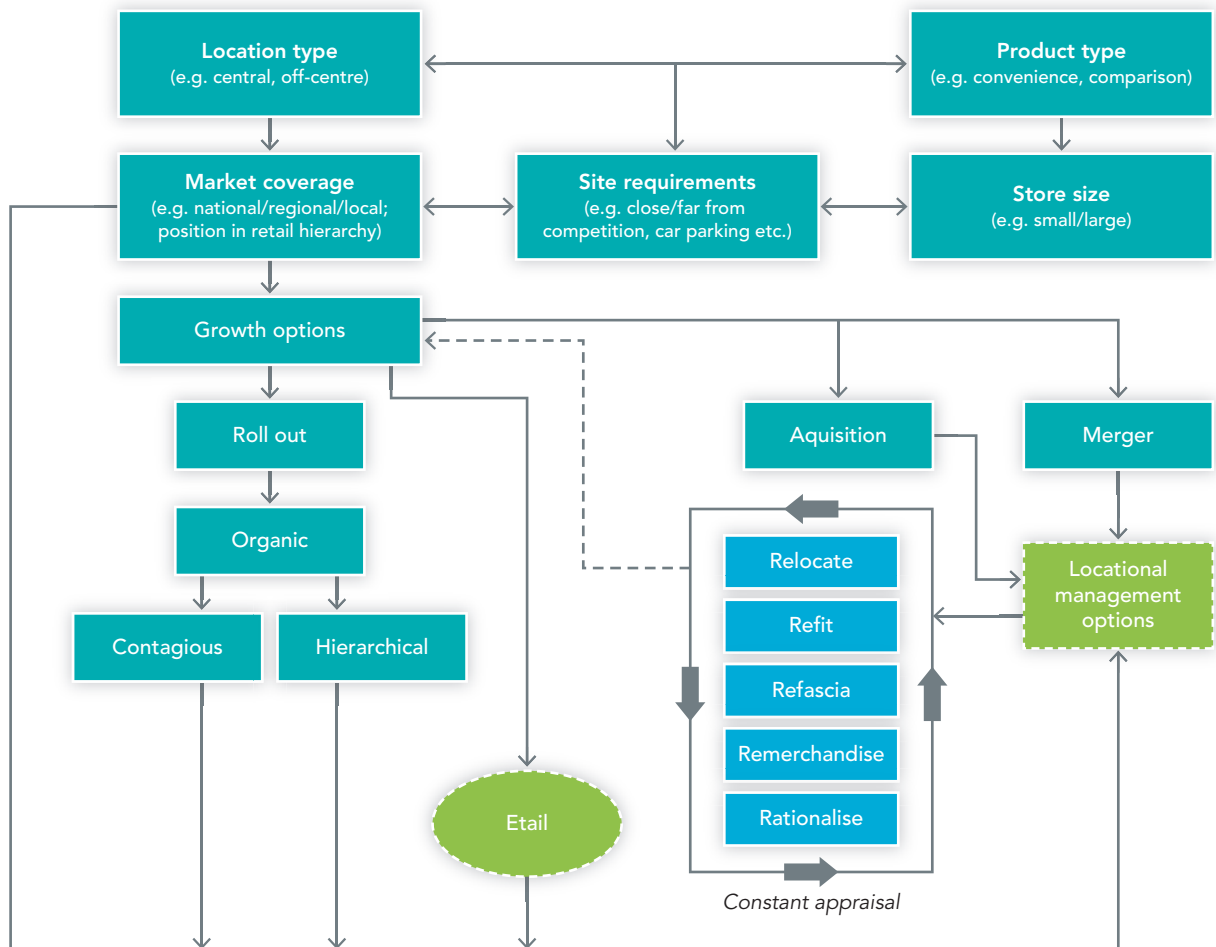 Location type
(e.g. central, off-centre)
Product type
(e.g. convenience, comparison)
Market coverage
(e.g. national/regional/local;
position in retail hierarchy)
Site requirements
(e.g. close/far from
competition, car parking etc.)
Store size
(e.g. small/large)
Growth options
Roll out
Aquisition
Merger
Organic
Relocate
Locational
management
options
Refit
Contagious
Hierarchical
Refascia
Remerchandise
Etail
Rationalise
Constant appraisal